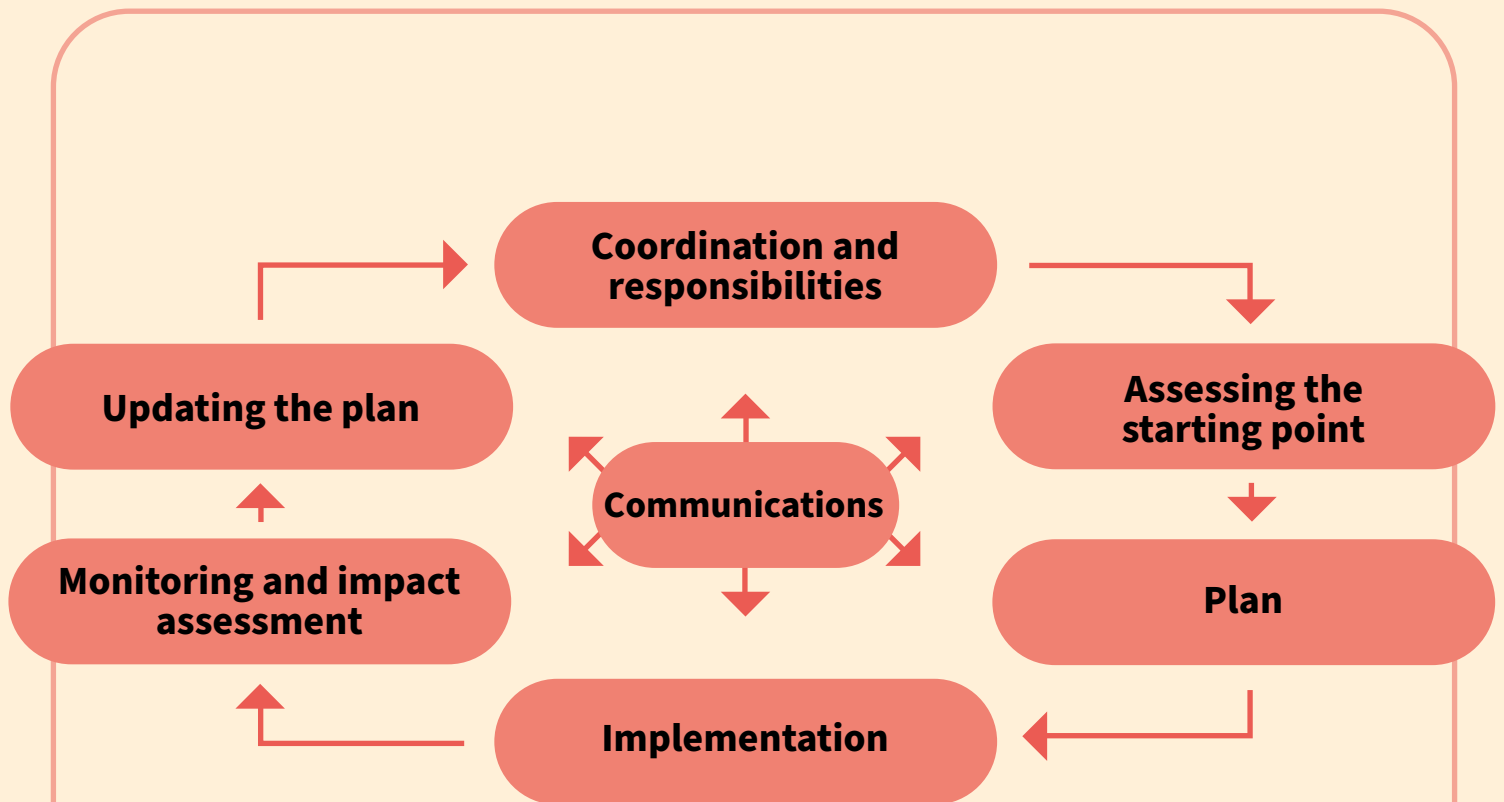 Coordination and
responsibilities
Updating the plan
Assessing the
starting point
Communications
Monitoring and impact
assessment
Plan
Implementation